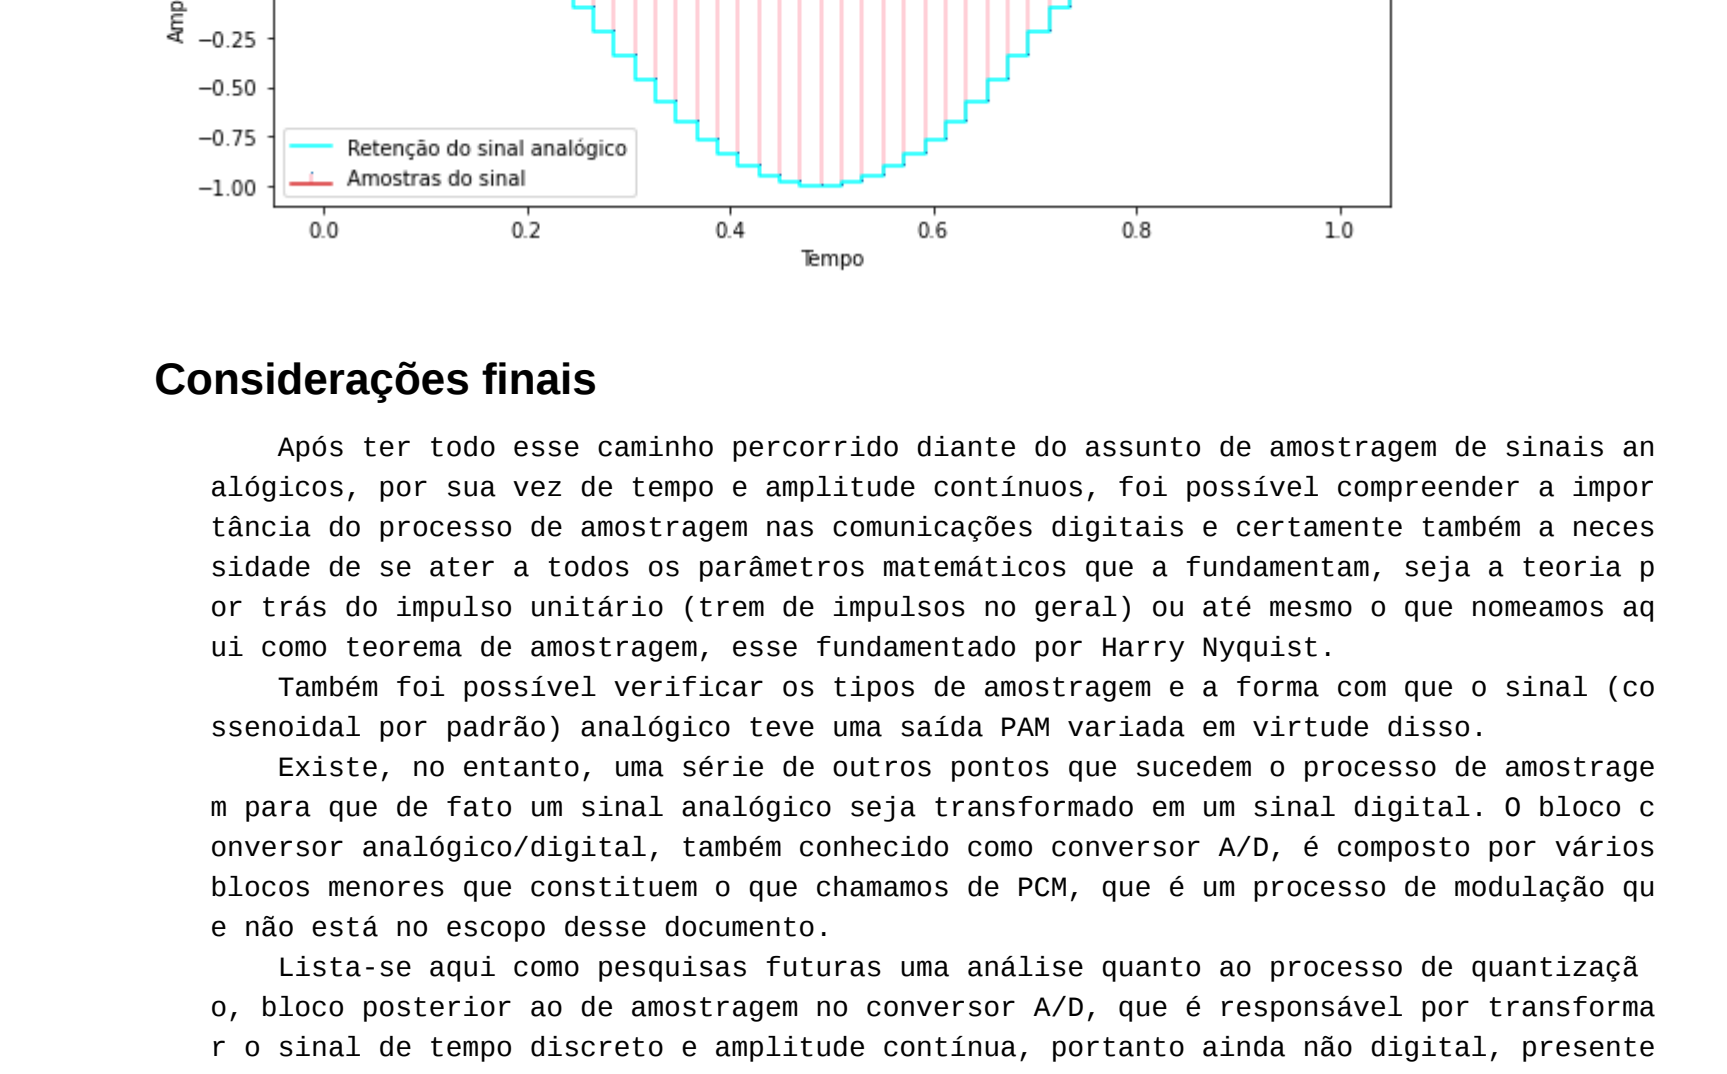 Amp
−0.25
−0.50
−0.75
−1.00
Retenção do sinal analógico
Amostras do sinal
0.0 0.2 0.4 0.6 0.8 1.0
Tempo
Considerações finais
Após ter todo esse caminho percorrido diante do assunto de amostragem de sinais an
alógicos, por sua vez de tempo e amplitude contínuos, foi possível compreender a impor
tância do processo de amostragem nas comunicações digitais e certamente também a neces
sidade de se ater a todos os parâmetros matemáticos que a fundamentam, seja a teoria p
or trás do impulso unitário (trem de impulsos no geral) ou até mesmo o que nomeamos aq
ui como teorema de amostragem, esse fundamentado por Harry Nyquist.
Também foi possível verificar os tipos de amostragem e a forma com que o sinal (co
ssenoidal por padrão) analógico teve uma saída PAM variada em virtude disso.
Existe, no entanto, uma série de outros pontos que sucedem o processo de amostrage
m para que de fato um sinal analógico seja transformado em um sinal digital. O bloco c
onversor analógico/digital, também conhecido como conversor A/D, é composto por vários
blocos menores que constituem o que chamamos de PCM, que é um processo de modulação qu
e não está no escopo desse documento.
Lista-se aqui como pesquisas futuras uma análise quanto ao processo de quantizaçã
o, bloco posterior ao de amostragem no conversor A/D, que é responsável por transforma
r o sinal de tempo discreto e amplitude contínua, portanto ainda não digital, presente